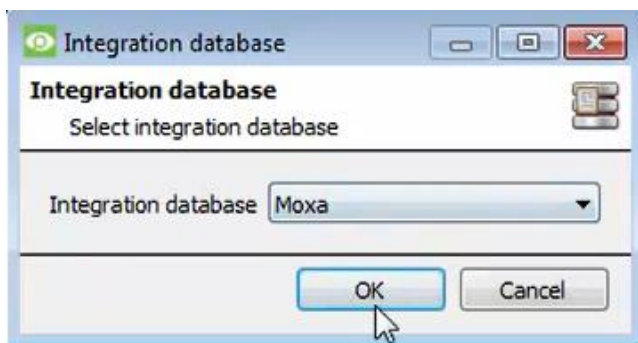 Integration database
Integration database
Select integration database
Integration database Moxa
OK Cancel